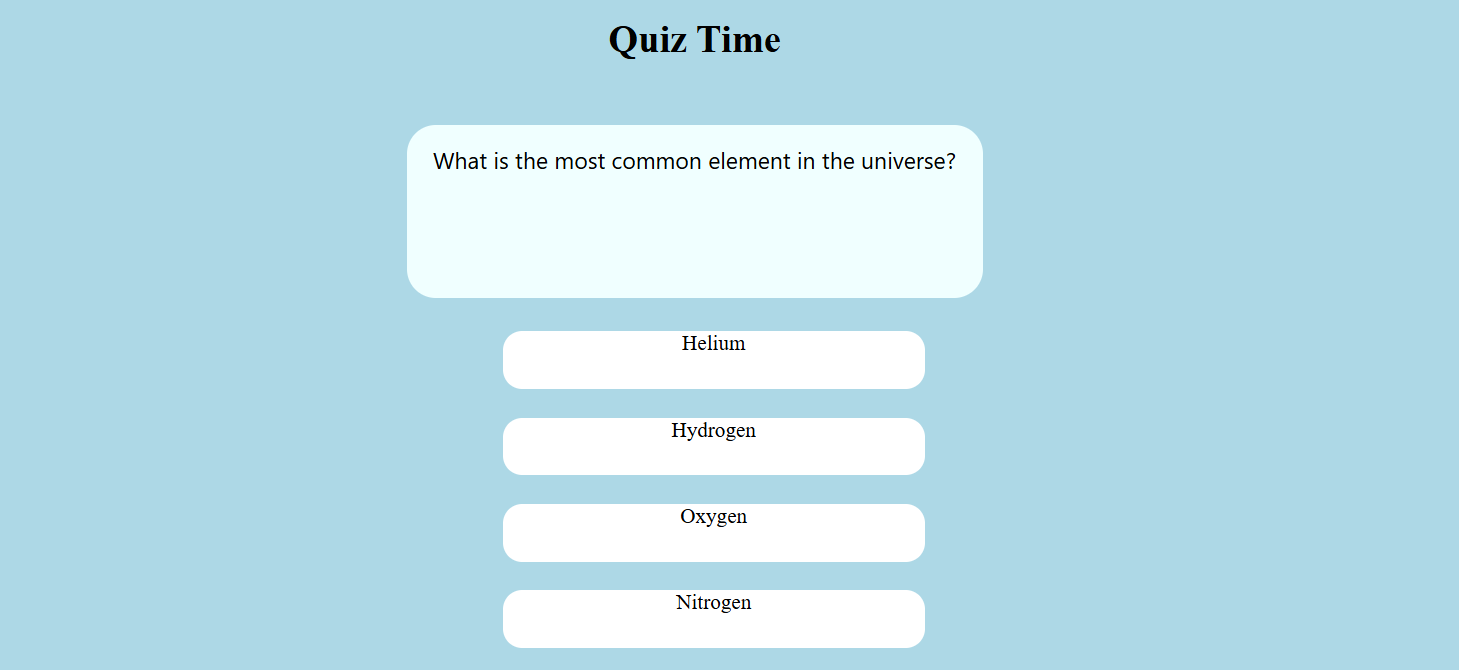 Quiz Time
What is the most common element in the universe?
Helium
Hydrogen
Oxygen
Nitrogen